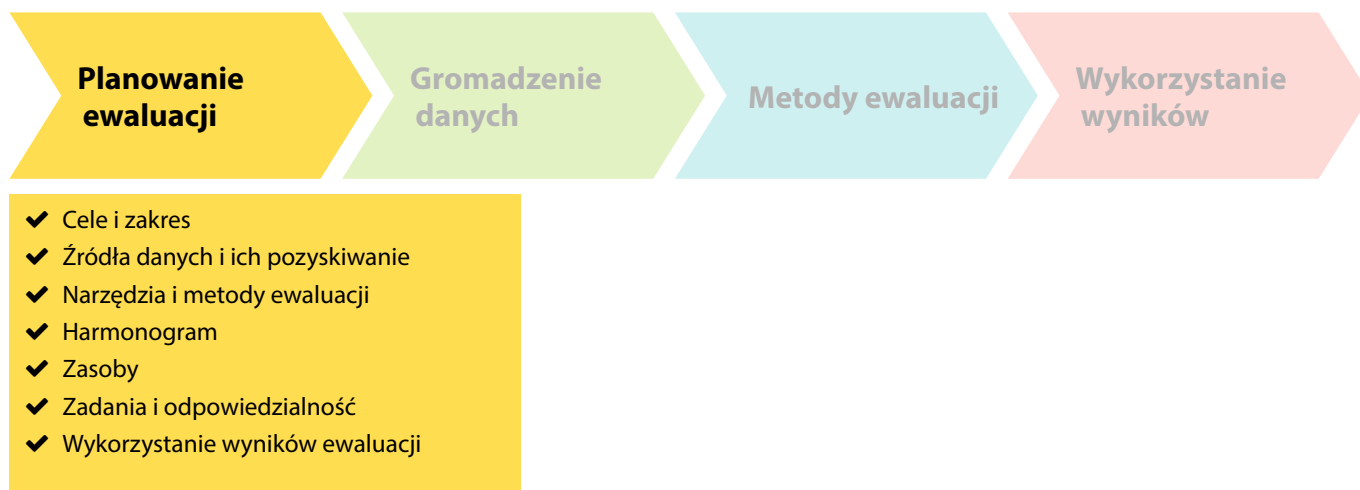 Planowanie
ewaluacji
Gromadzenie
danych
Metody ewaluacji
Wykorzystanie
wyników
Cele i zakres
Źródła danych i ich pozyskiwanie
Narzędzia i metody ewaluacji
Harmonogram
Zasoby
Zadania i odpowiedzialność
Wykorzystanie wyników ewaluacji